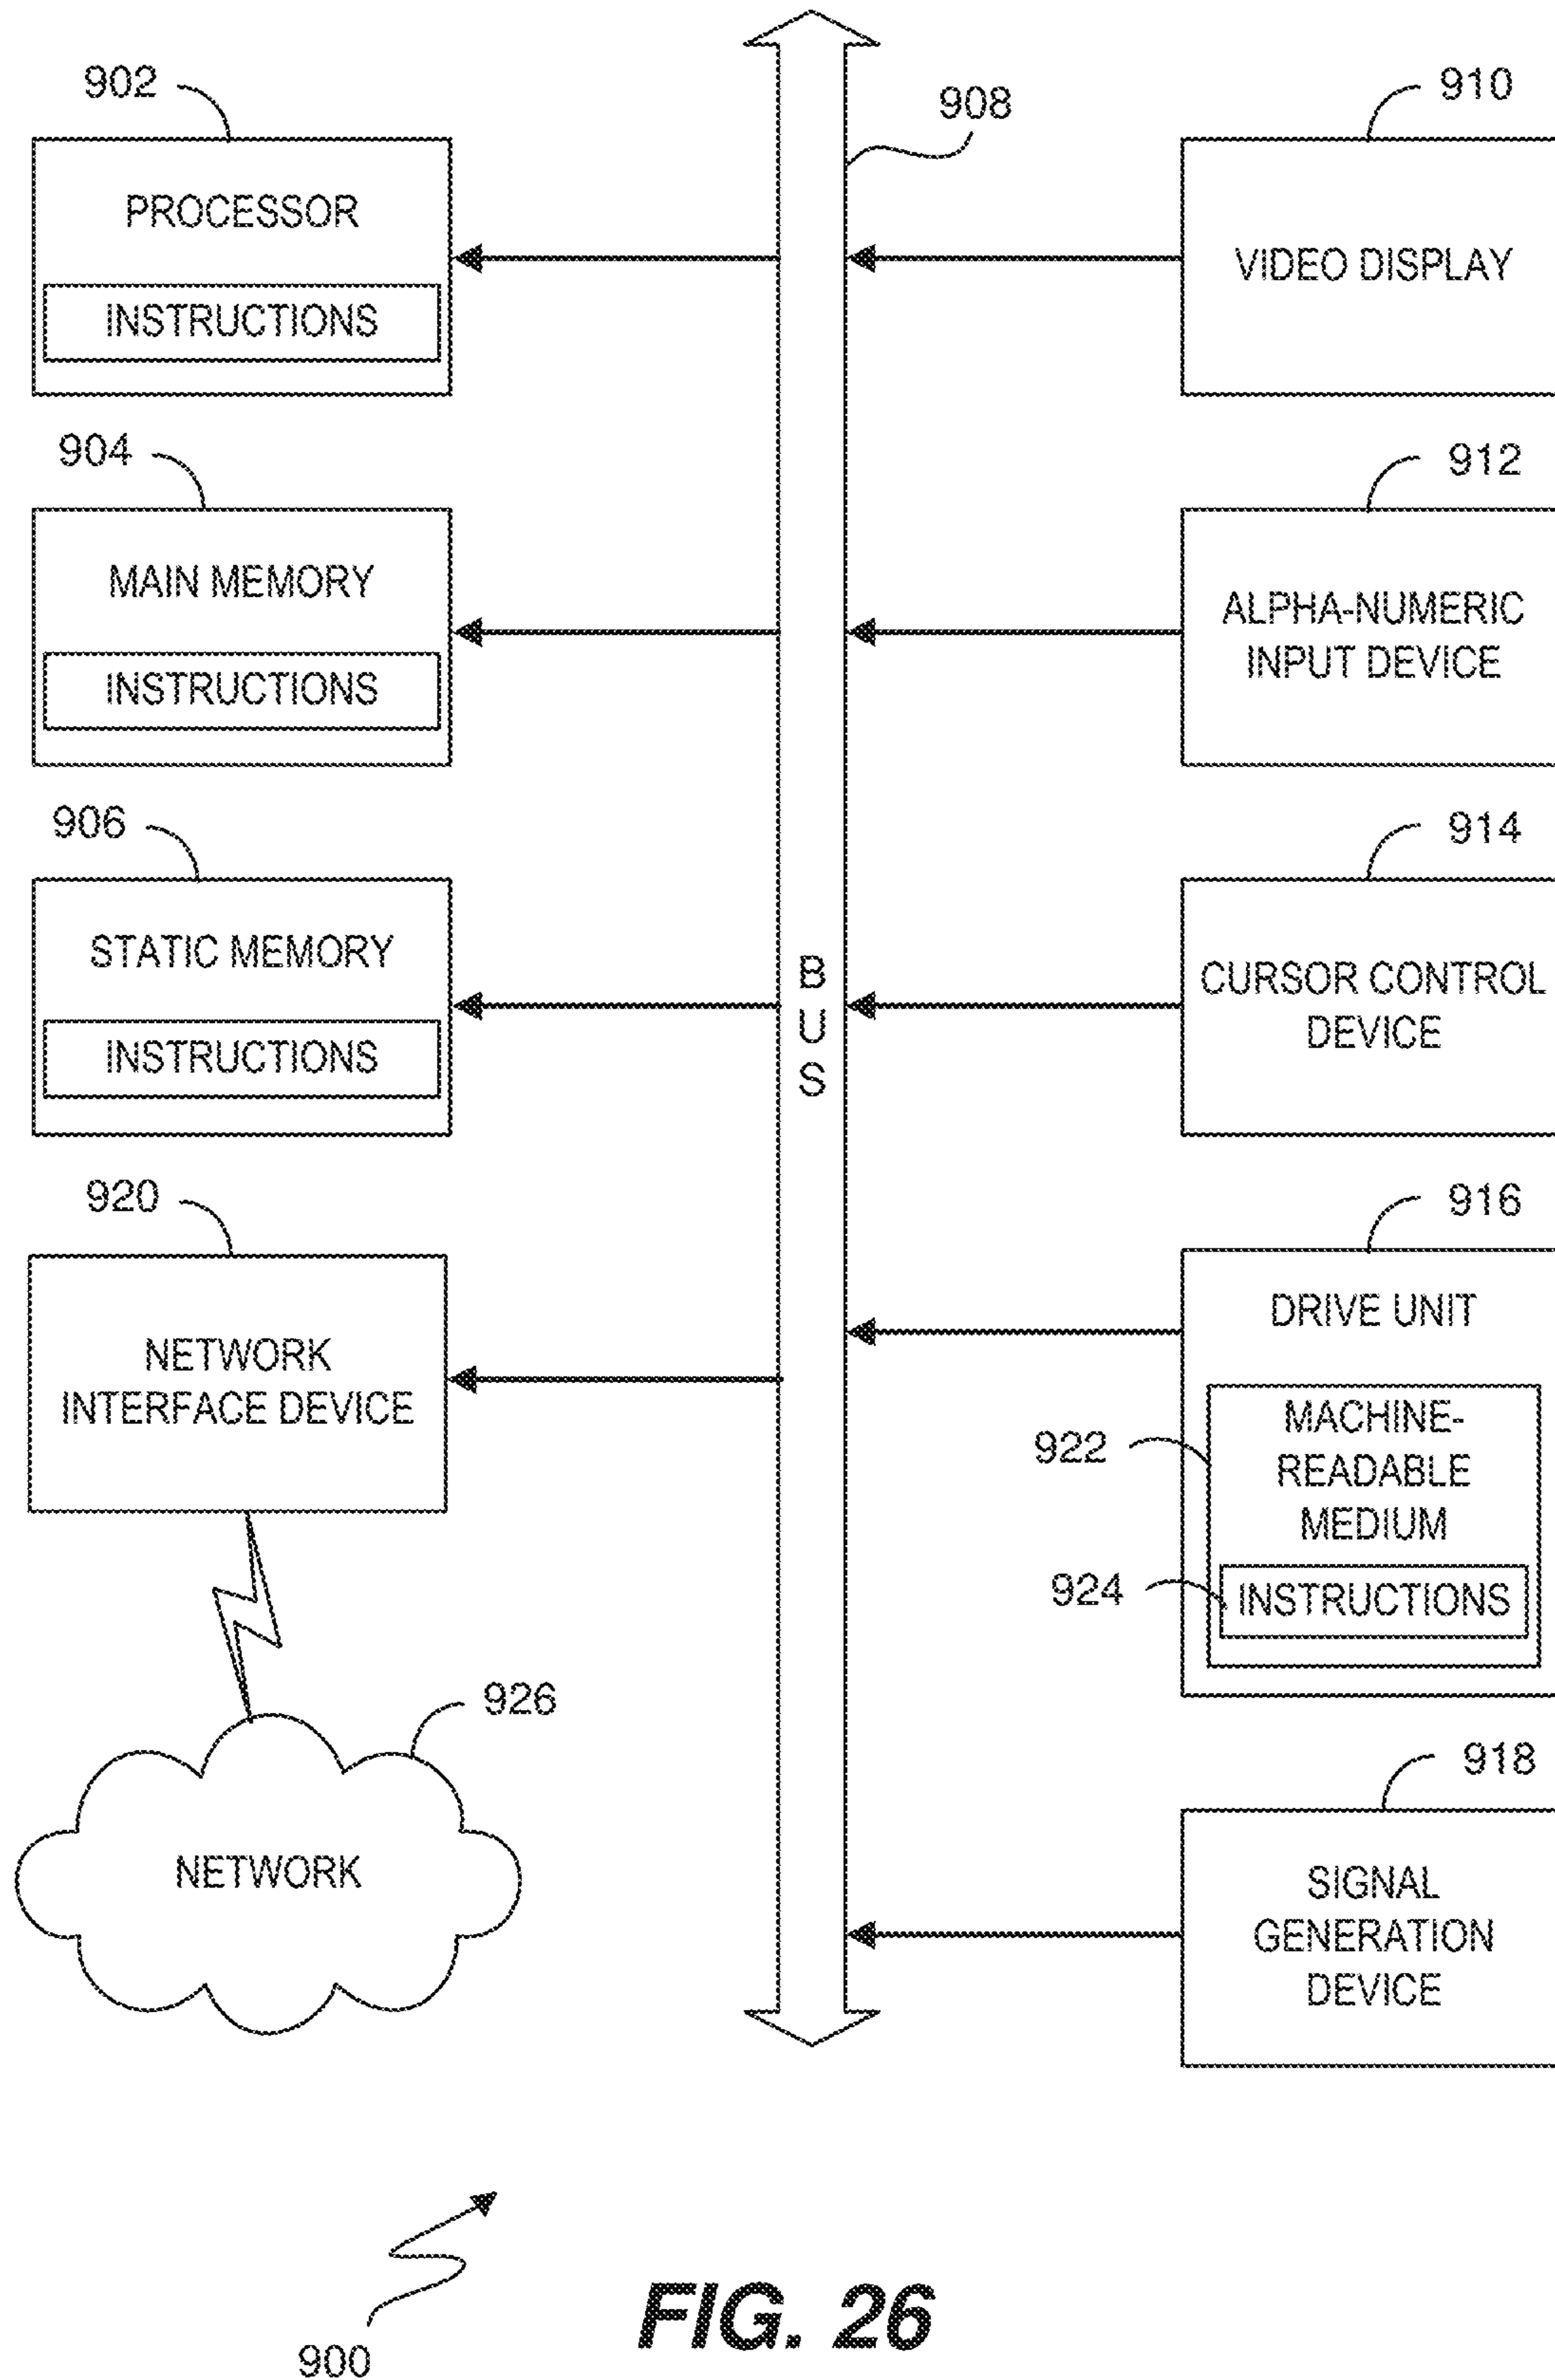 902
PROCESSOR
INSTRUCTIONS
904
MAIN MEMORY
INSTRUCTIONS
906
STATIC MEMORY
INSTRUCTIONS
920
NETWORK
INTERFACE DEVICE
926
NETWORK
908
B
U
S
910
VIDEO DISPLAY
912
ALPHA-NUMERIC
INPUT DEVICE
914
CURSOR CONTROL
DEVICE
916
DRIVE UNIT
922
MACHINE-
READABLE
MEDIUM
924
INSTRUCTIONS
918
SIGNAL
GENERATION
DEVICE
900
FIG. 26